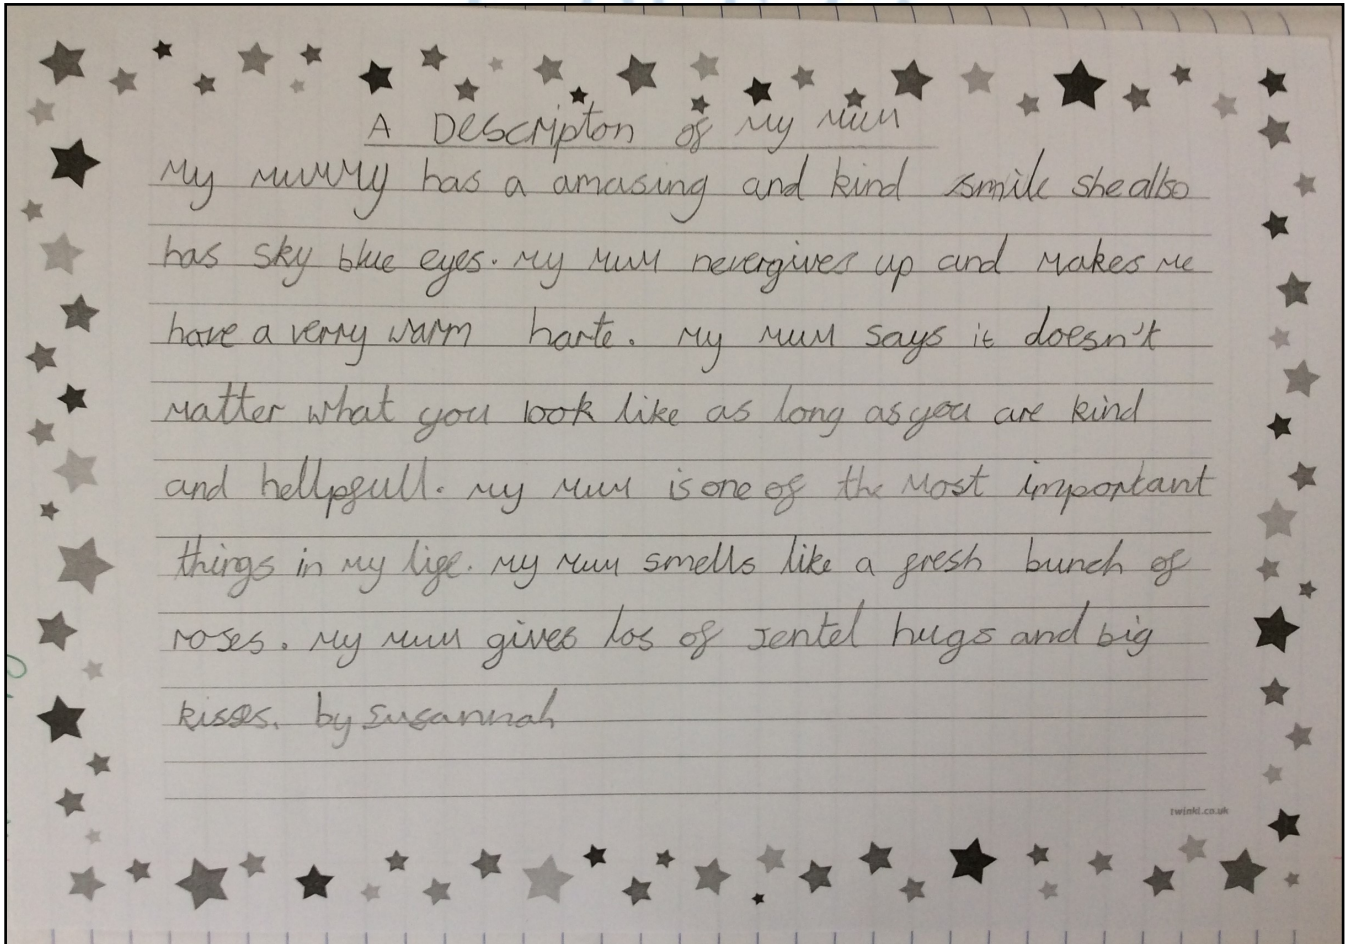 A Descripton of My Mum
My mummy has a amasing and kind smile she also
has sky blue eyes. My mum never gives up and makes me
have a verry warm harte. My mum says it doesn't
matter what you look like as long as you are kind
and hellpfull. My mum is one of the most important
things in my life. My mum smells like a fresh bunch of
roses. My mum gives los of jentel hugs and big
kisses. by Susannah
twinkl.co.uk